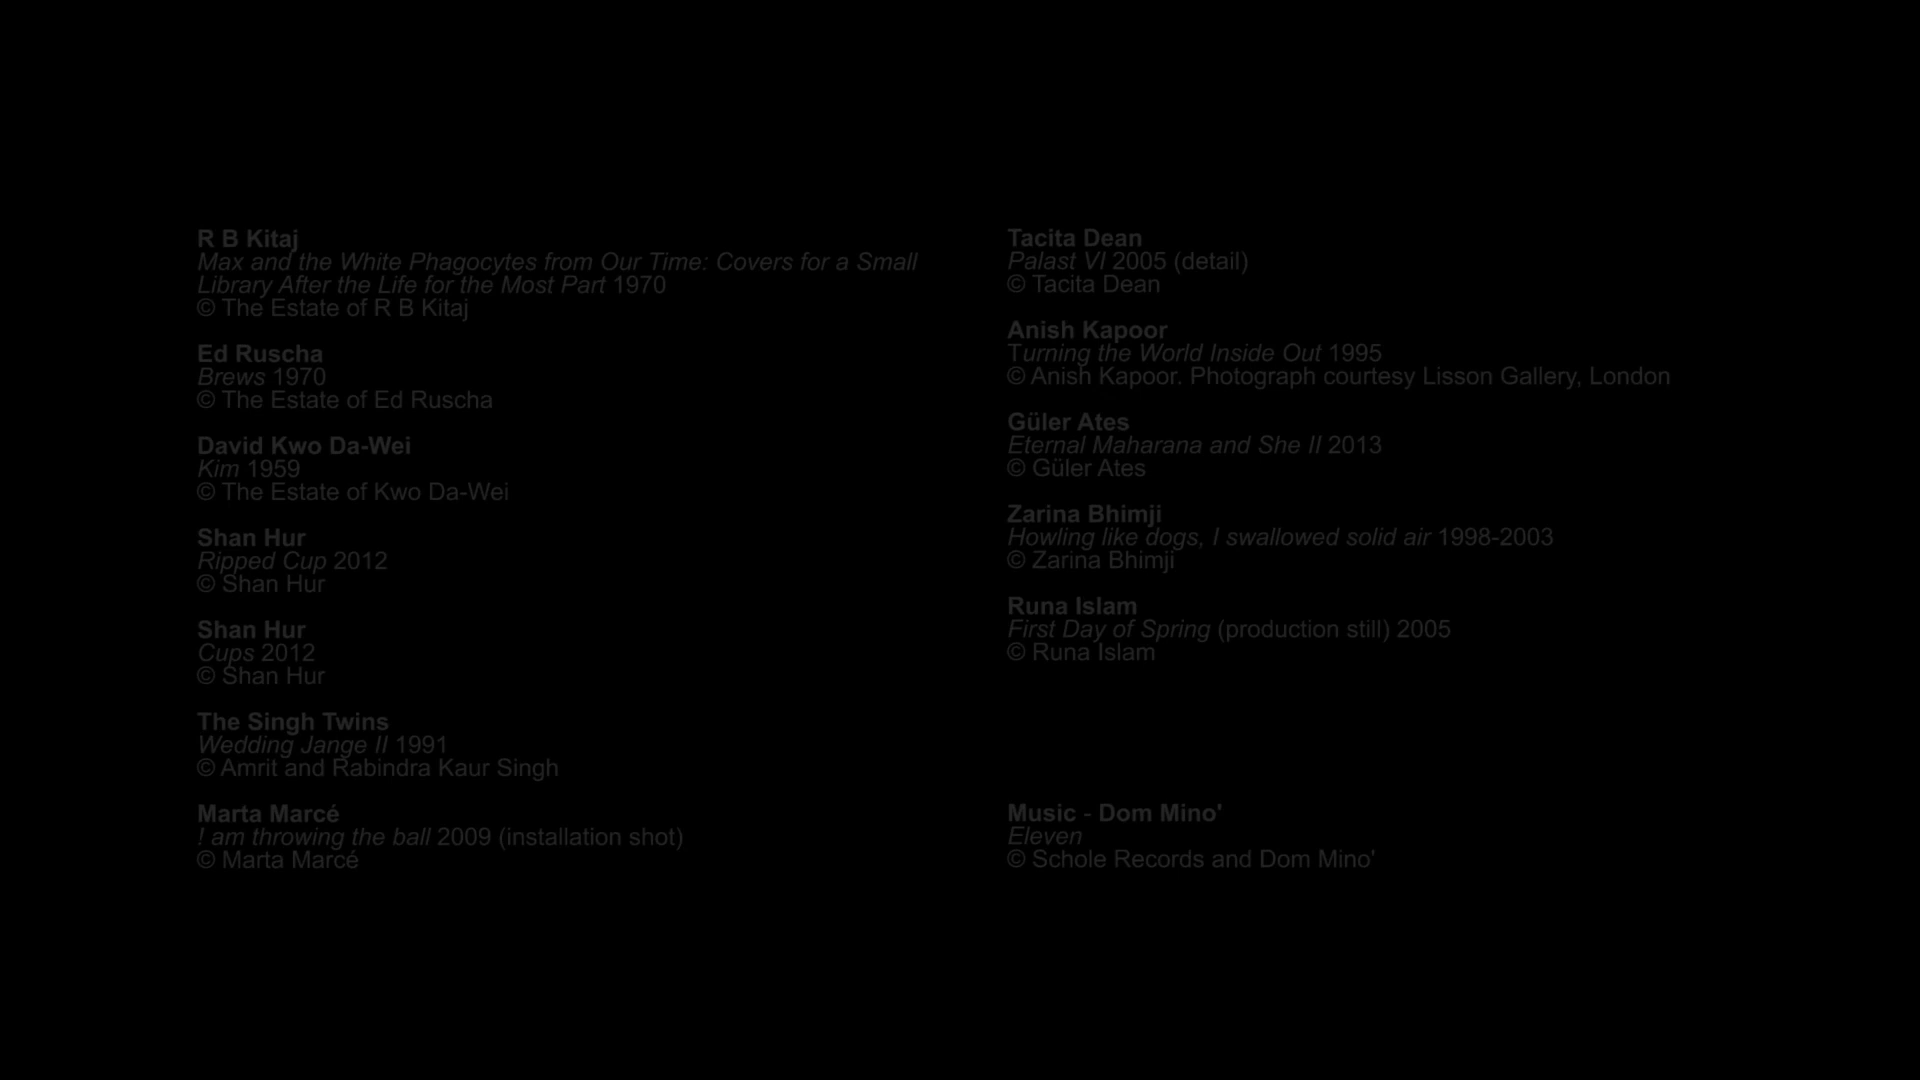 R B Kitaj
Max and the White Phagocytes from Our Time: Covers for a Small
Library After the Life for the Most Part 1970
© The Estate of R B Kitaj
Ed Ruscha
Brews 1970
© The Estate of Ed Ruscha
David Kwo Da-Wei
Kim 1959
© The Estate of Kwo Da-Wei
Shan Hur
Ripped Cup 2012
© Shan Hur
Shan Hur
Cups 2012
© Shan Hur
The Singh Twins
Wedding Jange II 1991
© Amrit and Rabindra Kaur Singh
Marta Marcé
! am throwing the ball 2009 (installation shot)
© Marta Marcé
Tacita Dean
Palast VI 2005 (detail)
© Tacita Dean
Anish Kapoor
Turning the World Inside Out 1995
© Anish Kapoor. Photograph courtesy Lisson Gallery, London
Güler Ates
Eternal Maharana and She II 2013
© Güler Ates
Zarina Bhimji
Howling like dogs, I swallowed solid air 1998-2003
© Zarina Bhimji
Runa Islam
First Day of Spring (production still) 2005
© Runa Islam
Music - Dom Mino'
Eleven
© Schole Records and Dom Mino'